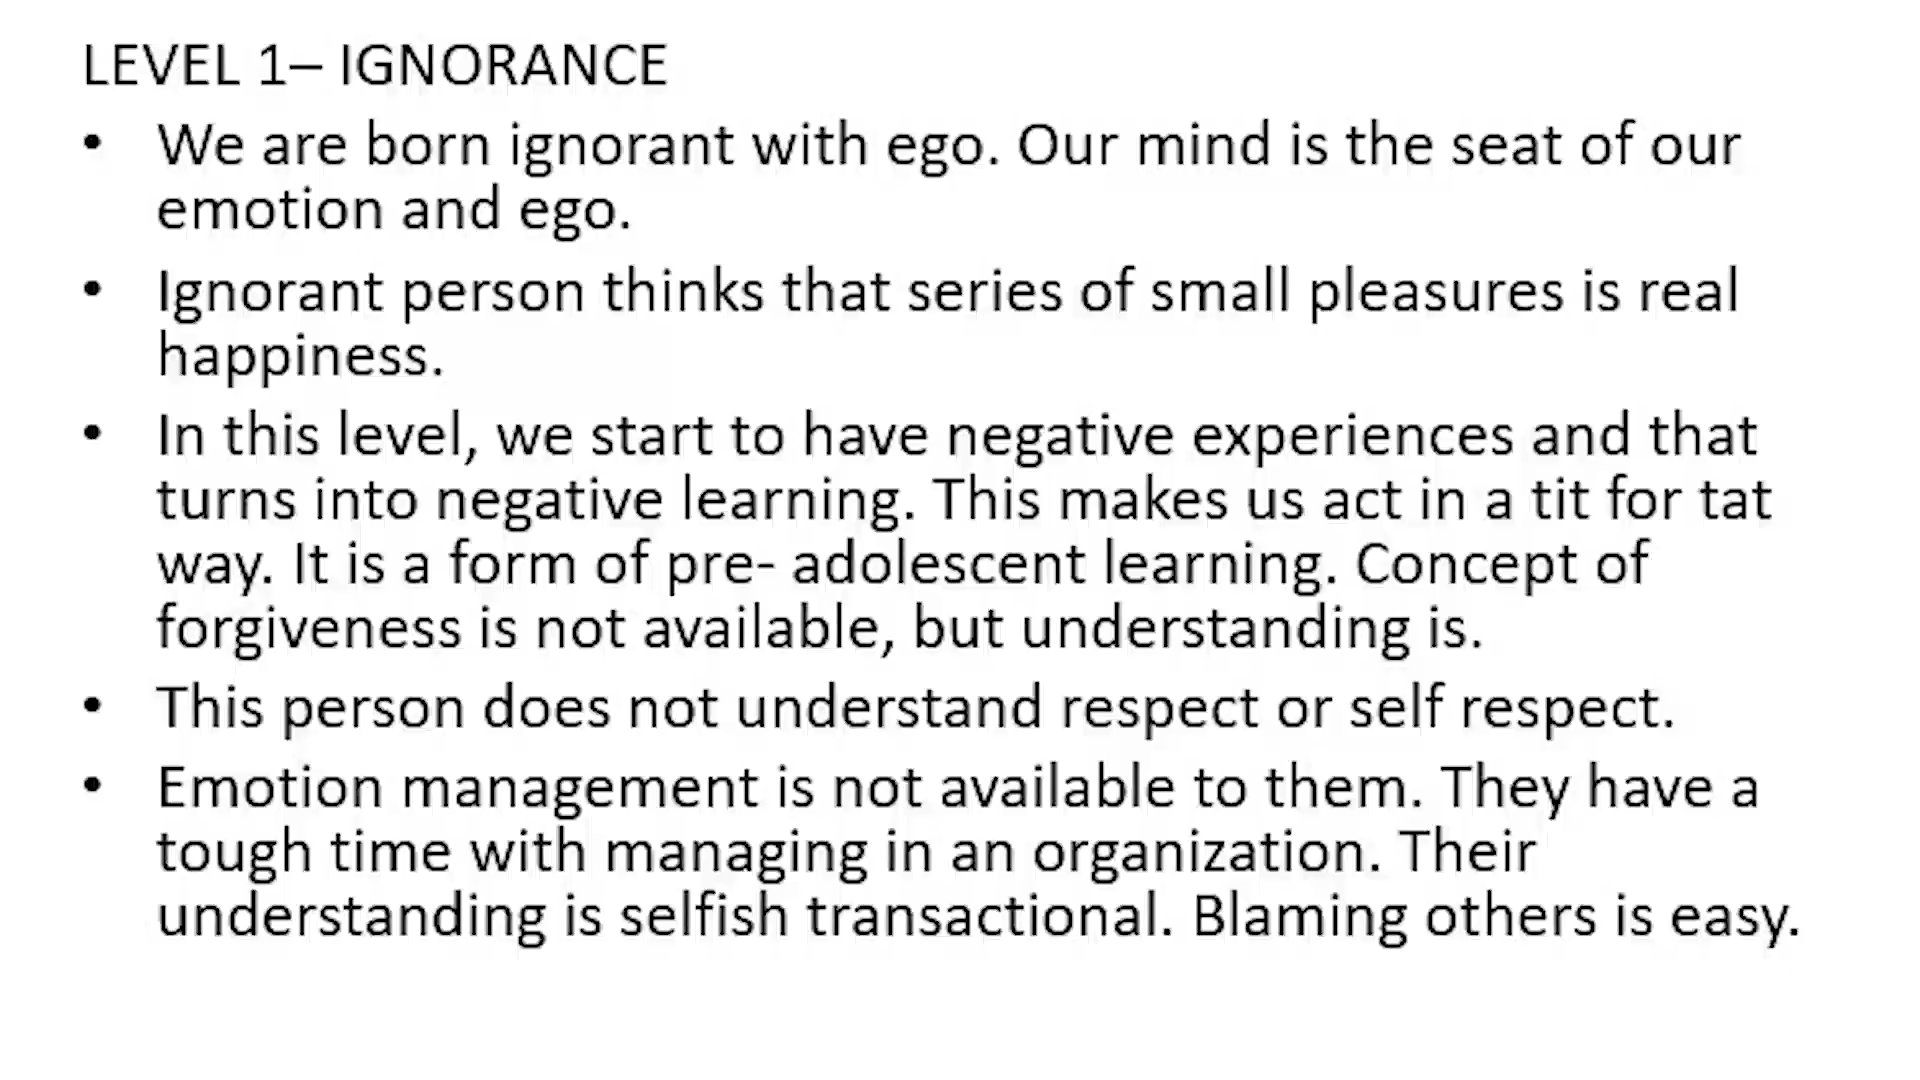 LEVEL 1– IGNORANCE
• We are born ignorant with ego. Our mind is the seat of our
emotion and ego.
• Ignorant person thinks that series of small pleasures is real
happiness.
• In this level, we start to have negative experiences and that
turns into negative learning. This makes us act in a tit for tat
way. It is a form of pre- adolescent learning. Concept of
forgiveness is not available, but understanding is.
• This person does not understand respect or self respect.
• Emotion management is not available to them. They have a
tough time with managing in an organization. Their
understanding is selfish transactional. Blaming others is easy.